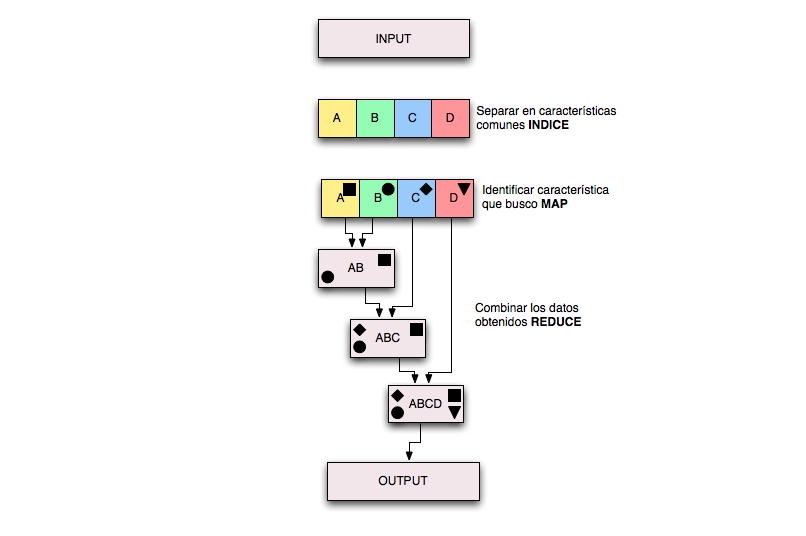 INPUT
A B C D
Separar en características
comunes INDICE
A B C D
Identificar característica
que busco MAP
AB
Combinar los datos
obtenidos REDUCE
ABC
ABCD
OUTPUT